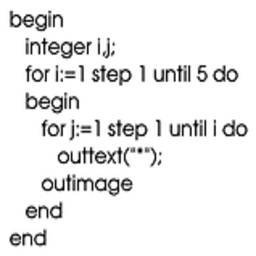 begin
integer i,j;
for i:=1 step 1 until 5 do
begin
for j:=1 step 1 until i do
outtext("*");
outimage
end
end